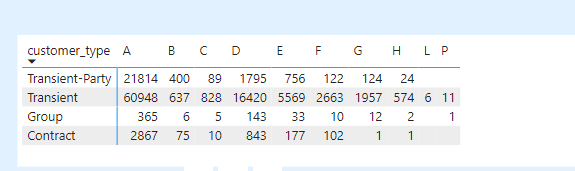 customer_type A B C D E F G H L P
Transient-Party 21814 400 89 1795 756 122 124 24
Transient 60948 637 828 16420 5569 2663 1957 574 6 11
Group 365 6 5 143 33 10 12 2 1
Contract 2867 75 10 843 177 102 1 1